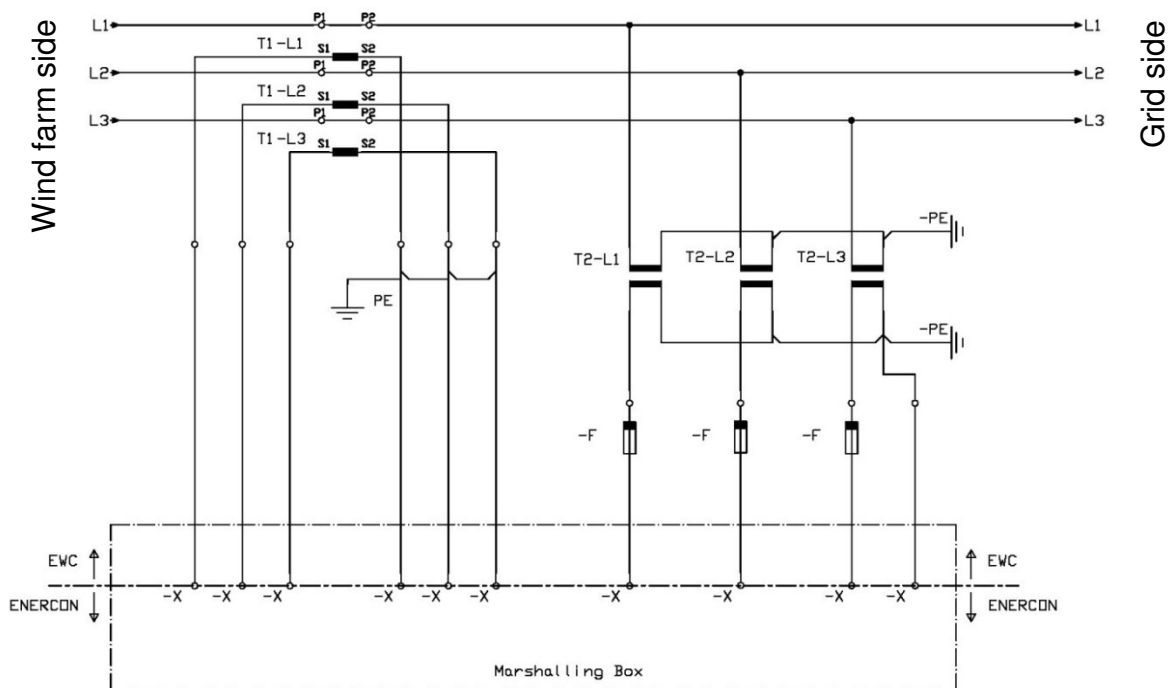 Wind farm side
Grid side
L1 P1 P2 L1
T1-L1 S1 S2
L2 P1 P2 L2
T1-L2 S1 S2
L3 P1 P2 L3
T1-L3 S1 S2
-PE
T2-L1 T2-L2 T2-L3
PE
-PE
-F -F -F
EWC EWC
-X -X -X -X -X -X -X -X -X -X
ENERCON ENERCON
Marshalling Box